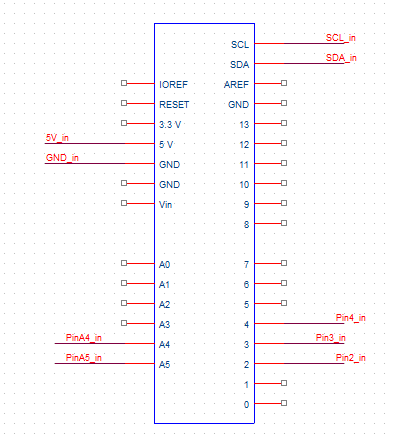 SCL SCL_in
SDA SDA_in
IOREF AREF
RESET GND
3.3 V 13
5V_in 5 V 12
GND_in GND 11
GND 10
Vin 9
8
A0 7
A1 6
A2 5
A3 4 Pin4_in
PinA4_in A4 3 Pin3_in
PinA5_in A5 2 Pin2_in
1
0